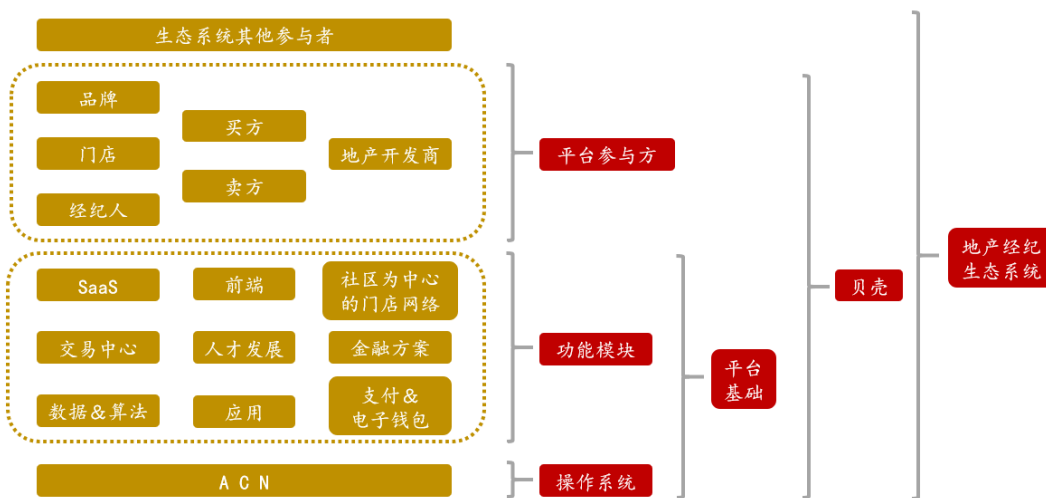 生态系统其他参与者
品牌
门店
经纪人
买方
卖方
地产开发商
平台参与方
SaaS
前端
社区为中心
的门店网络
交易中心
人才发展
金融方案
数据&算法
应用
支付&
电子钱包
功能模块
ACN
操作系统
平台
基础
贝壳
地产经纪
生态系统